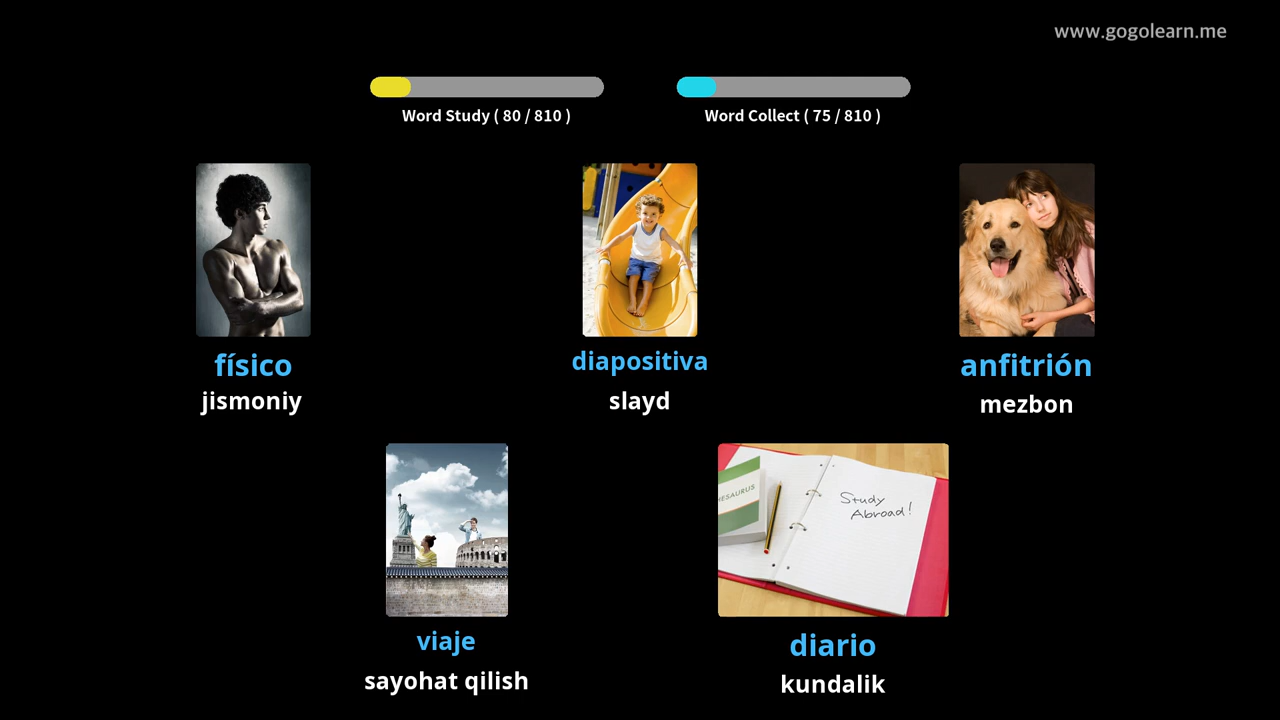 www.gogolearn.me
Word Study ( 80 / 810 )
Word Collect ( 75 / 810 )
físico
jismoniy
diapositiva
slayd
anfitrión
mezbon
viaje
sayohat qilish
HESAURUS
Study
Abroad!
diario
kundalik